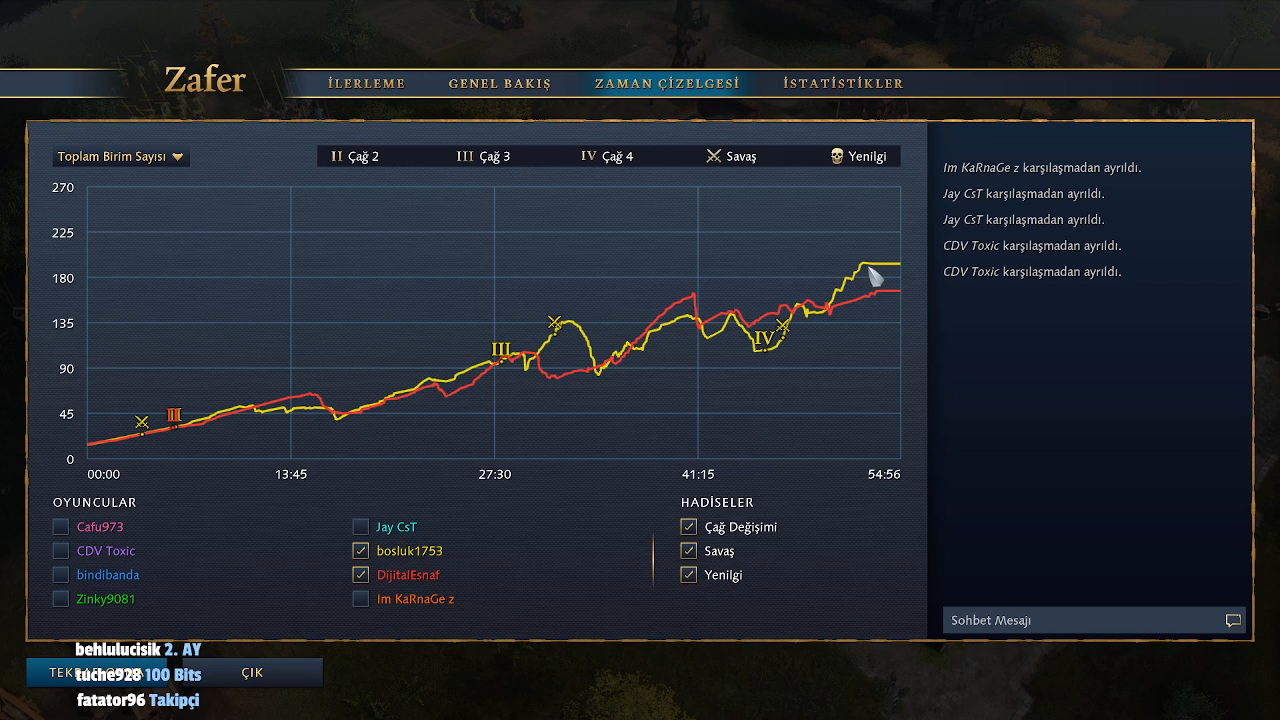 Zafer
İLERLEME GENEL BAKIŞ ZAMAN ÇİZELGESİ İSTATİSTİKLER
Toplam Birim Sayısı
II Çağ 2 III Çağ 3 IV Çağ 4 Savaş Yenilgi
270
225
180
135
90
45
0
III
IV
II
00:00 13:45 27:30 41:15 54:56
OYUNCULAR
Cafu973
CDV Toxic
bindibanda
Zinky9081
Jay CsT
bosluk1753
DijitalEsnaf
Im KaRnaGe z
HADİSELER
Çağ Değişimi
Savaş
Yenilgi
Im KaRnaGe z karşılaşmadan ayrıldı.
Jay CsT karşılaşmadan ayrıldı.
Jay CsT karşılaşmadan ayrıldı.
CDV Toxic karşılaşmadan ayrıldı.
CDV Toxic karşılaşmadan ayrıldı.
Sohbet Mesajı
behlulucisik 2. AY
tuche928 100 Bits
fatator96 Takipçi
ÇIK